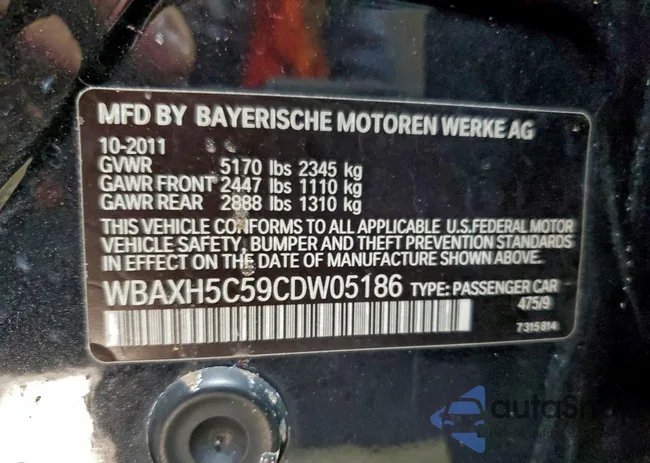 MFD BY BAYERISCHE MOTOREN WERKE AG
10-2011
GVWR 5170 lbs 2345 kg
GAWR FRONT 2447 lbs 1110 kg
GAWR REAR 2888 lbs 1310 kg
THIS VEHICLE CONFORMS TO ALL APPLICABLE U.S.FEDERAL MOTOR
VEHICLE SAFETY, BUMPER AND THEFT PREVENTION STANDARDS
IN EFFECT ON THE DATE OF MANUFACTURE SHOWN ABOVE.
WBAXH5C59CDW05186 TYPE: PASSENGER CAR
475/9
7315814